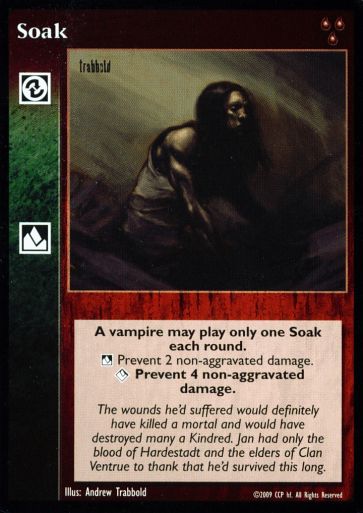 Soak
trabbold
A vampire may play only one Soak
each round.
Prevent 2 non-aggravated damage.
Prevent 4 non-aggravated
damage.
The wounds he'd suffered would definitely
have killed a mortal and would have
destroyed many a Kindred. Jan had only the
blood of Hardestadt and the elders of Clan
Ventrue to thank that he'd survived this long.
Illus: Andrew Trabbold
©2009 CCP hf. All Rights Reserved